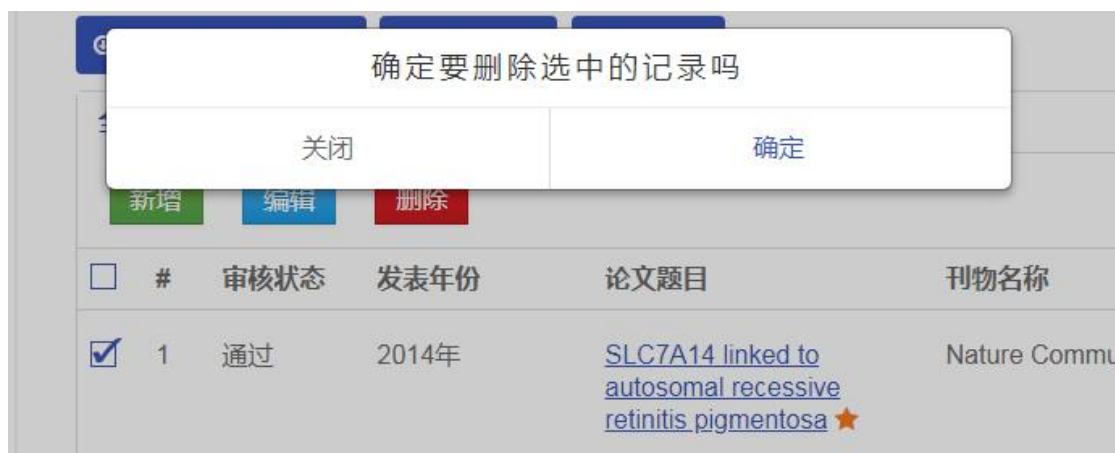 确定要删除选中的记录吗
关闭 确定
新增 编辑 删除
# 审核状态 发表年份 论文题目 刊物名称
1 通过 2014年 SLC7A14 linked to Nature Commu
autosomal recessive
retinitis pigmentosa